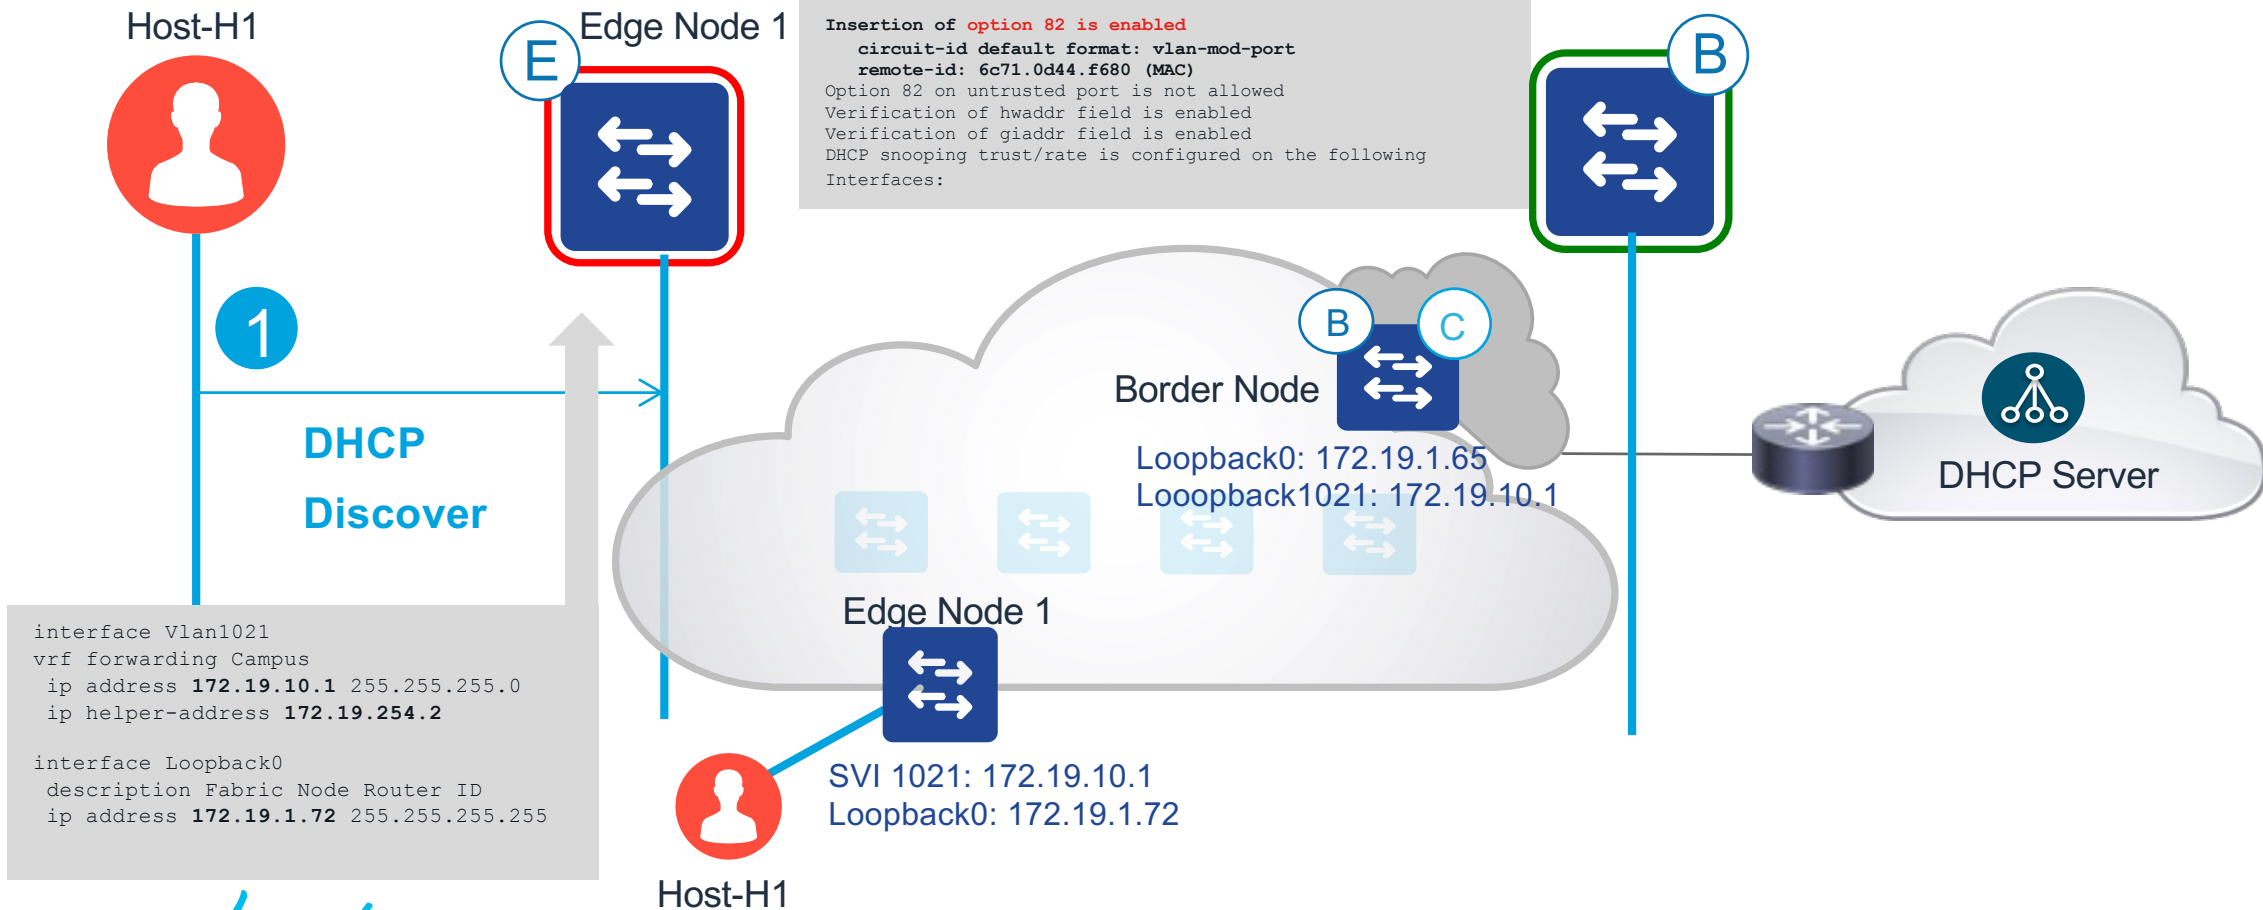 Host-H1
E
Edge Node 1
Insertion of option 82 is enabled
circuit-id default format: vlan-mod-port
remote-id: 6c71.0d44.f680 (MAC)
Option 82 on untrusted port is not allowed
Verification of hwaddr field is enabled
Verification of giaddr field is enabled
DHCP snooping trust/rate is configured on the following
Interfaces:
B
1
DHCP
Discover
B
C
Border Node
Loopback0: 172.19.1.65
Looopback1021: 172.19.10.1
DHCP Server
Edge Node 1
SVI 1021: 172.19.10.1
Loopback0: 172.19.1.72
Host-H1
interface Vlan1021
vrf forwarding Campus
ip address 172.19.10.1 255.255.255.0
ip helper-address 172.19.254.2
interface Loopback0
description Fabric Node Router ID
ip address 172.19.1.72 255.255.255.255